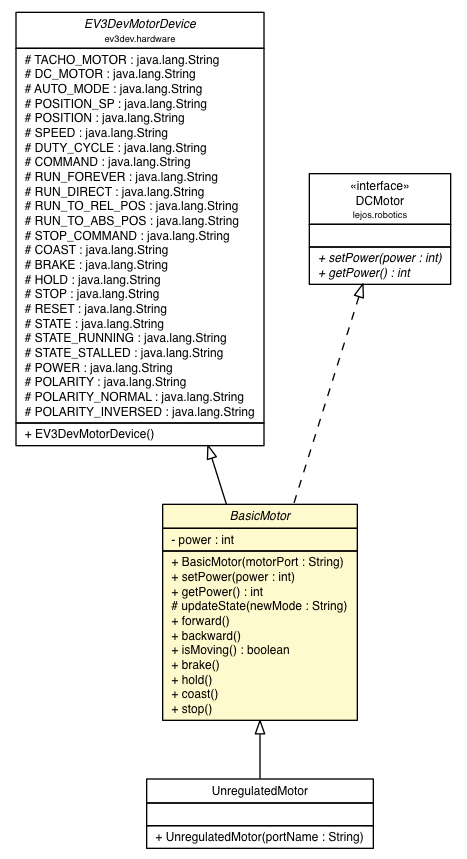 EV3DevMotorDevice
ev3dev.hardware
# TACHO_MOTOR : java.lang.String
# DC_MOTOR : java.lang.String
# AUTO_MODE : java.lang.String
# POSITION_SP : java.lang.String
# POSITION : java.lang.String
# SPEED : java.lang.String
# DUTY_CYCLE : java.lang.String
# COMMAND : java.lang.String
# RUN_FOREVER : java.lang.String
# RUN_DIRECT : java.lang.String
# RUN_TO_REL_POS : java.lang.String
# RUN_TO_ABS_POS : java.lang.String
# STOP_COMMAND : java.lang.String
# COAST : java.lang.String
# BRAKE : java.lang.String
# HOLD : java.lang.String
# STOP : java.lang.String
# RESET : java.lang.String
# STATE : java.lang.String
# STATE_RUNNING : java.lang.String
# STATE_STALLED : java.lang.String
# POWER : java.lang.String
# POLARITY : java.lang.String
# POLARITY_NORMAL : java.lang.String
# POLARITY_INVERSED : java.lang.String
+ EV3DevMotorDevice()
«interface»
DCMotor
lejos.robotics
+ setPower(power : int)
+ getPower() : int
BasicMotor
- power : int
+ BasicMotor(motorPort : String)
+ setPower(power : int)
+ getPower() : int
# updateState(newMode : String)
+ forward()
+ backward()
+ isMoving() : boolean
+ brake()
+ hold()
+ coast()
+ stop()
UnregulatedMotor
+ UnregulatedMotor(portName : String)